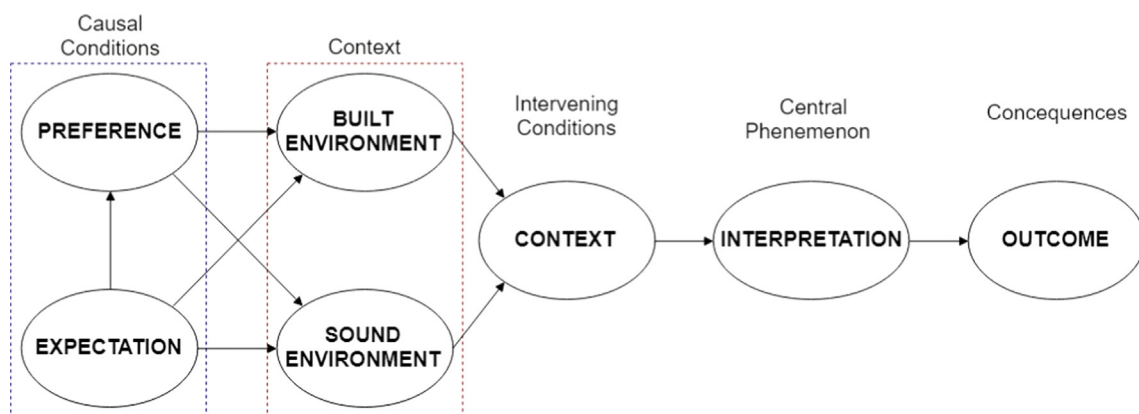 Causal
Conditions
Context
PREFERENCE
BUILT
ENVIRONMENT
Intervening
Conditions
Central
Phenemenon
Concequences
CONTEXT
INTERPRETATION
OUTCOME
EXPECTATION
SOUND
ENVIRONMENT